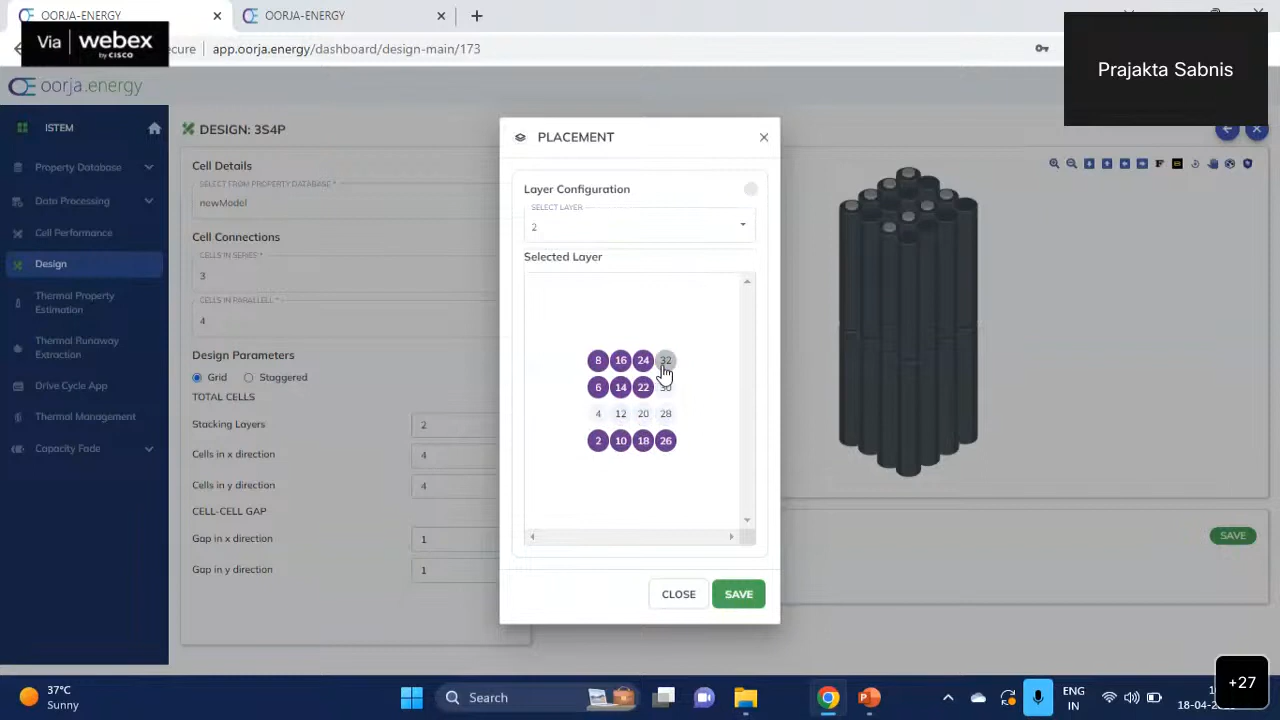 OORJA-ENERGY
OORJA-ENERGY
Via webex
by CISCO
ecure app.oorja.energy/dashboard/design-main/173
Prajakta Sabnis
oorja.energy
ISTEM
Property Database
Data Processing
Cell Performance
Design
Thermal Property
Estimation
Thermal Runaway
Extraction
Drive Cycle App
Thermal Management
Capacity Fade
DESIGN: 3S4P
Cell Details
SELECT FROM PROPERTY DATABASE *
newModel
Cell Connections
CELLS IN SERIES *
3
CELLS IN PARALLELL *
4
Design Parameters
Grid Staggered
TOTAL CELLS
Stacking Layers 2
Cells in x direction 4
Cells in y direction 4
CELL-CELL GAP
Gap in x direction 1
Gap in y direction 1
PLACEMENT
Layer Configuration
SELECT LAYER
2
Selected Layer
8 16 24 32
6 14 22 30
4 12 20 28
2 10 18 26
CLOSE SAVE
SAVE
37°C
Sunny
Search
ENG
IN
18-04-2
+27